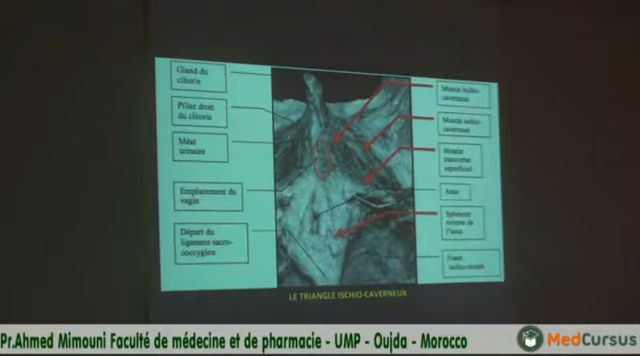 Gland du
clitoris
Pilier droit
du clitoris
Méat
urinaire
Emplacement du
vagin
Départ du
ligament sacro-
coccygien
Muscle Ischio-
caverneux
Muscle
caverneux
Muscle
transverse
superficiel
Anus
Sphincter
externe de
l'anus
Fosse
LE TRIANGLE ISCHIO-CAVERNEUX
Pr.Ahmed Mimouni Faculté de médecine et de pharmacie - UMP - Oujda - Morocco
MedCursus